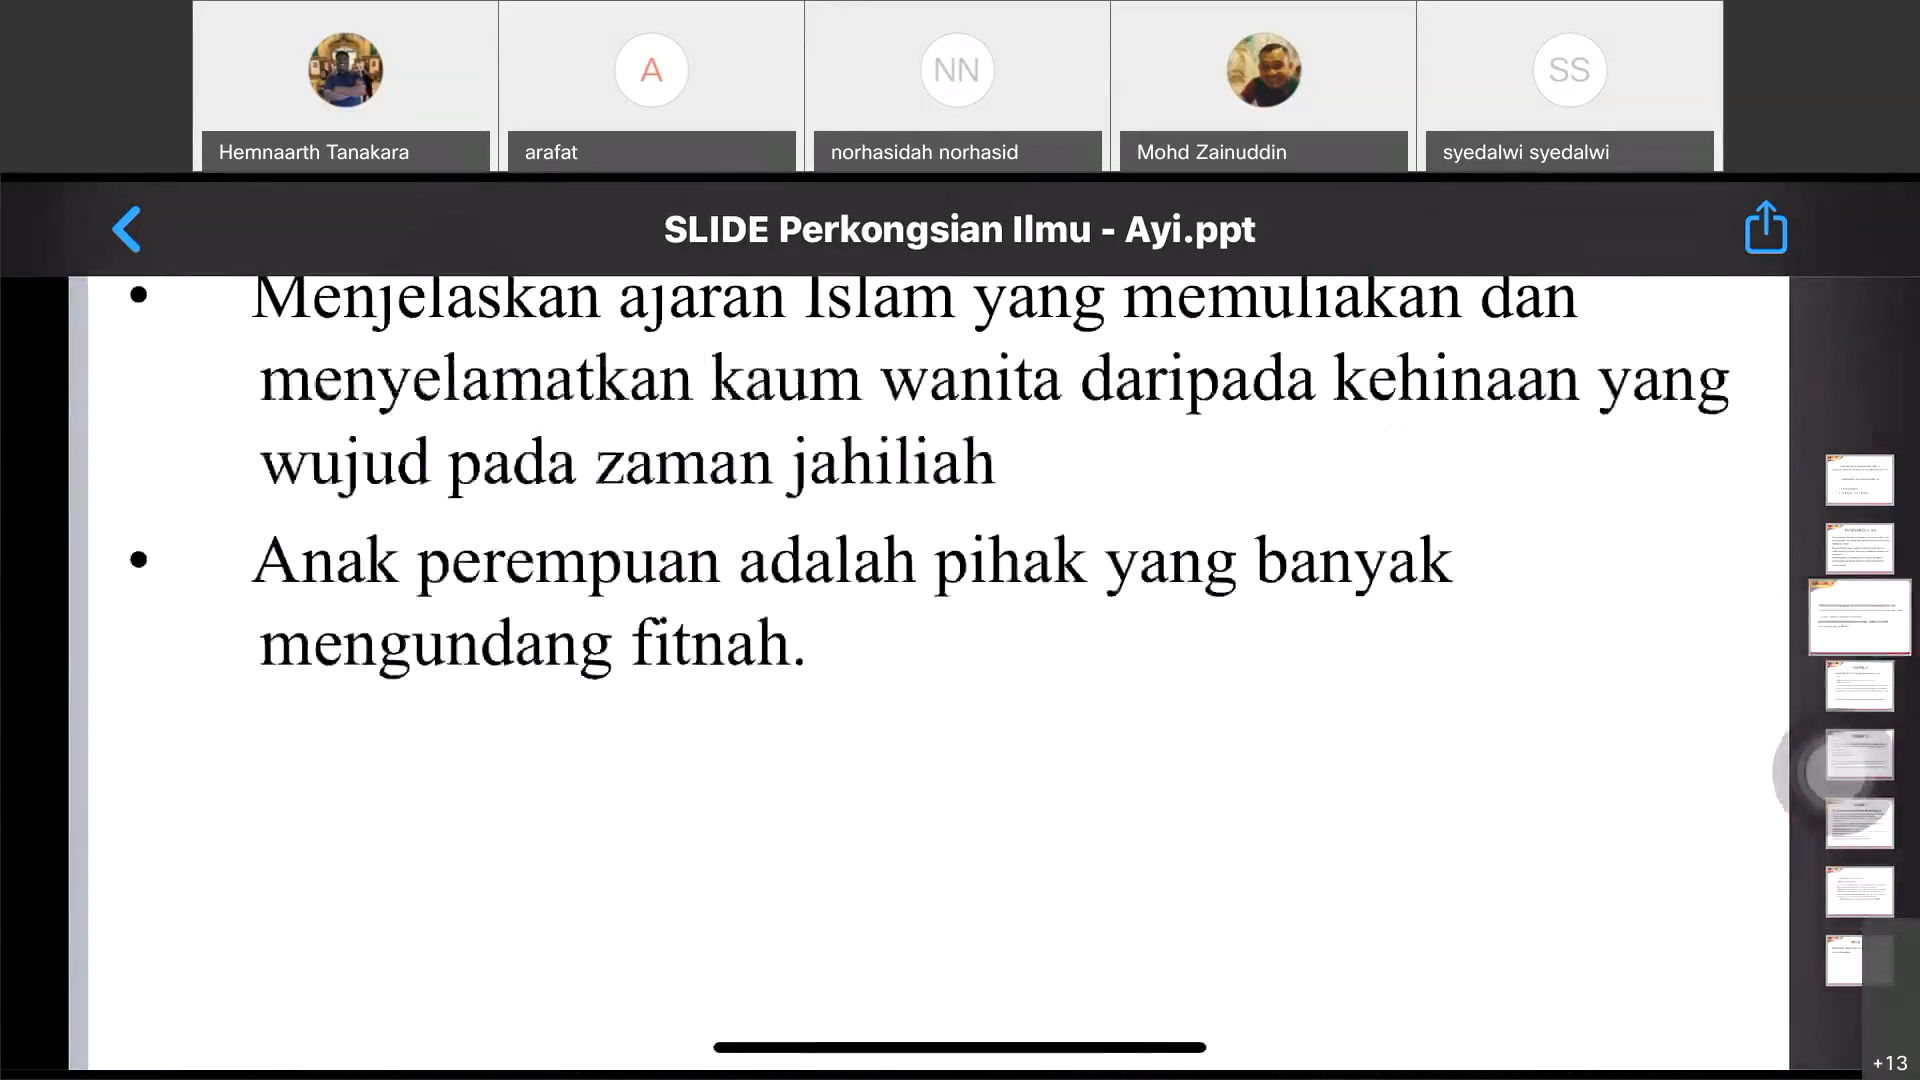 A
NN
SS
Hemnaarth Tanakara
arafat
norhasidah norhasid
Mohd Zainuddin
syedalwi syedalwi
SLIDE Perkongsian Ilmu - Ayi.ppt
• Menjelaskan ajaran Islam yang memuliakan dan
menyelamatkan kaum wanita daripada kehinaan yang
wujud pada zaman jahiliah
• Anak perempuan adalah pihak yang banyak
mengundang fitnah.
+13